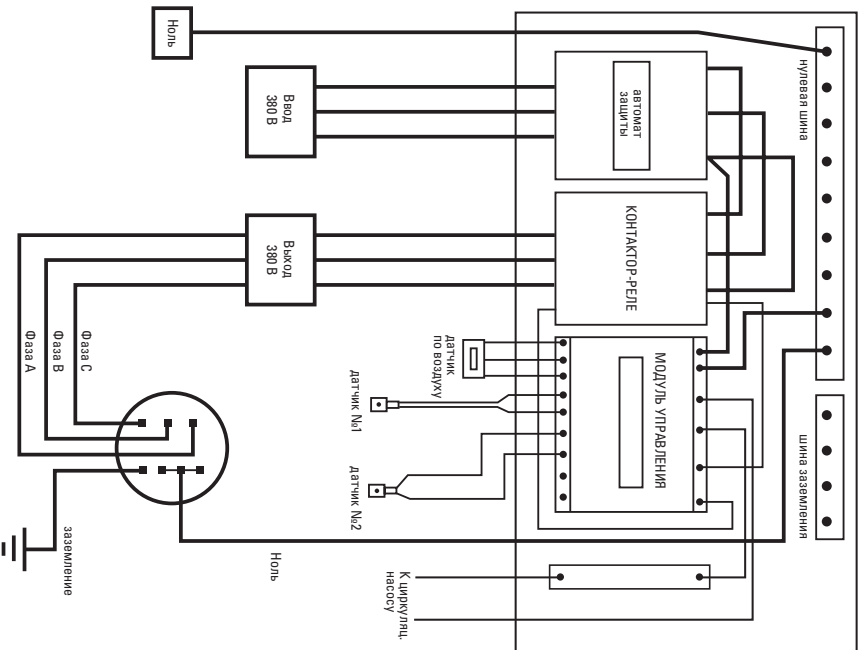 нулевая шина
шина заземления
автомат
защиты
КОНТАКТОР-РЕЛЕ
МОДУЛЬ УПРАВЛЕНИЯ
датчик
по воздуху
К циркуляц.
насосу
датчик №1
датчик №2
Ввод
380 В
Выход
380 В
Ноль
Ноль
Фаза С
Фаза В
Фаза А
заземление